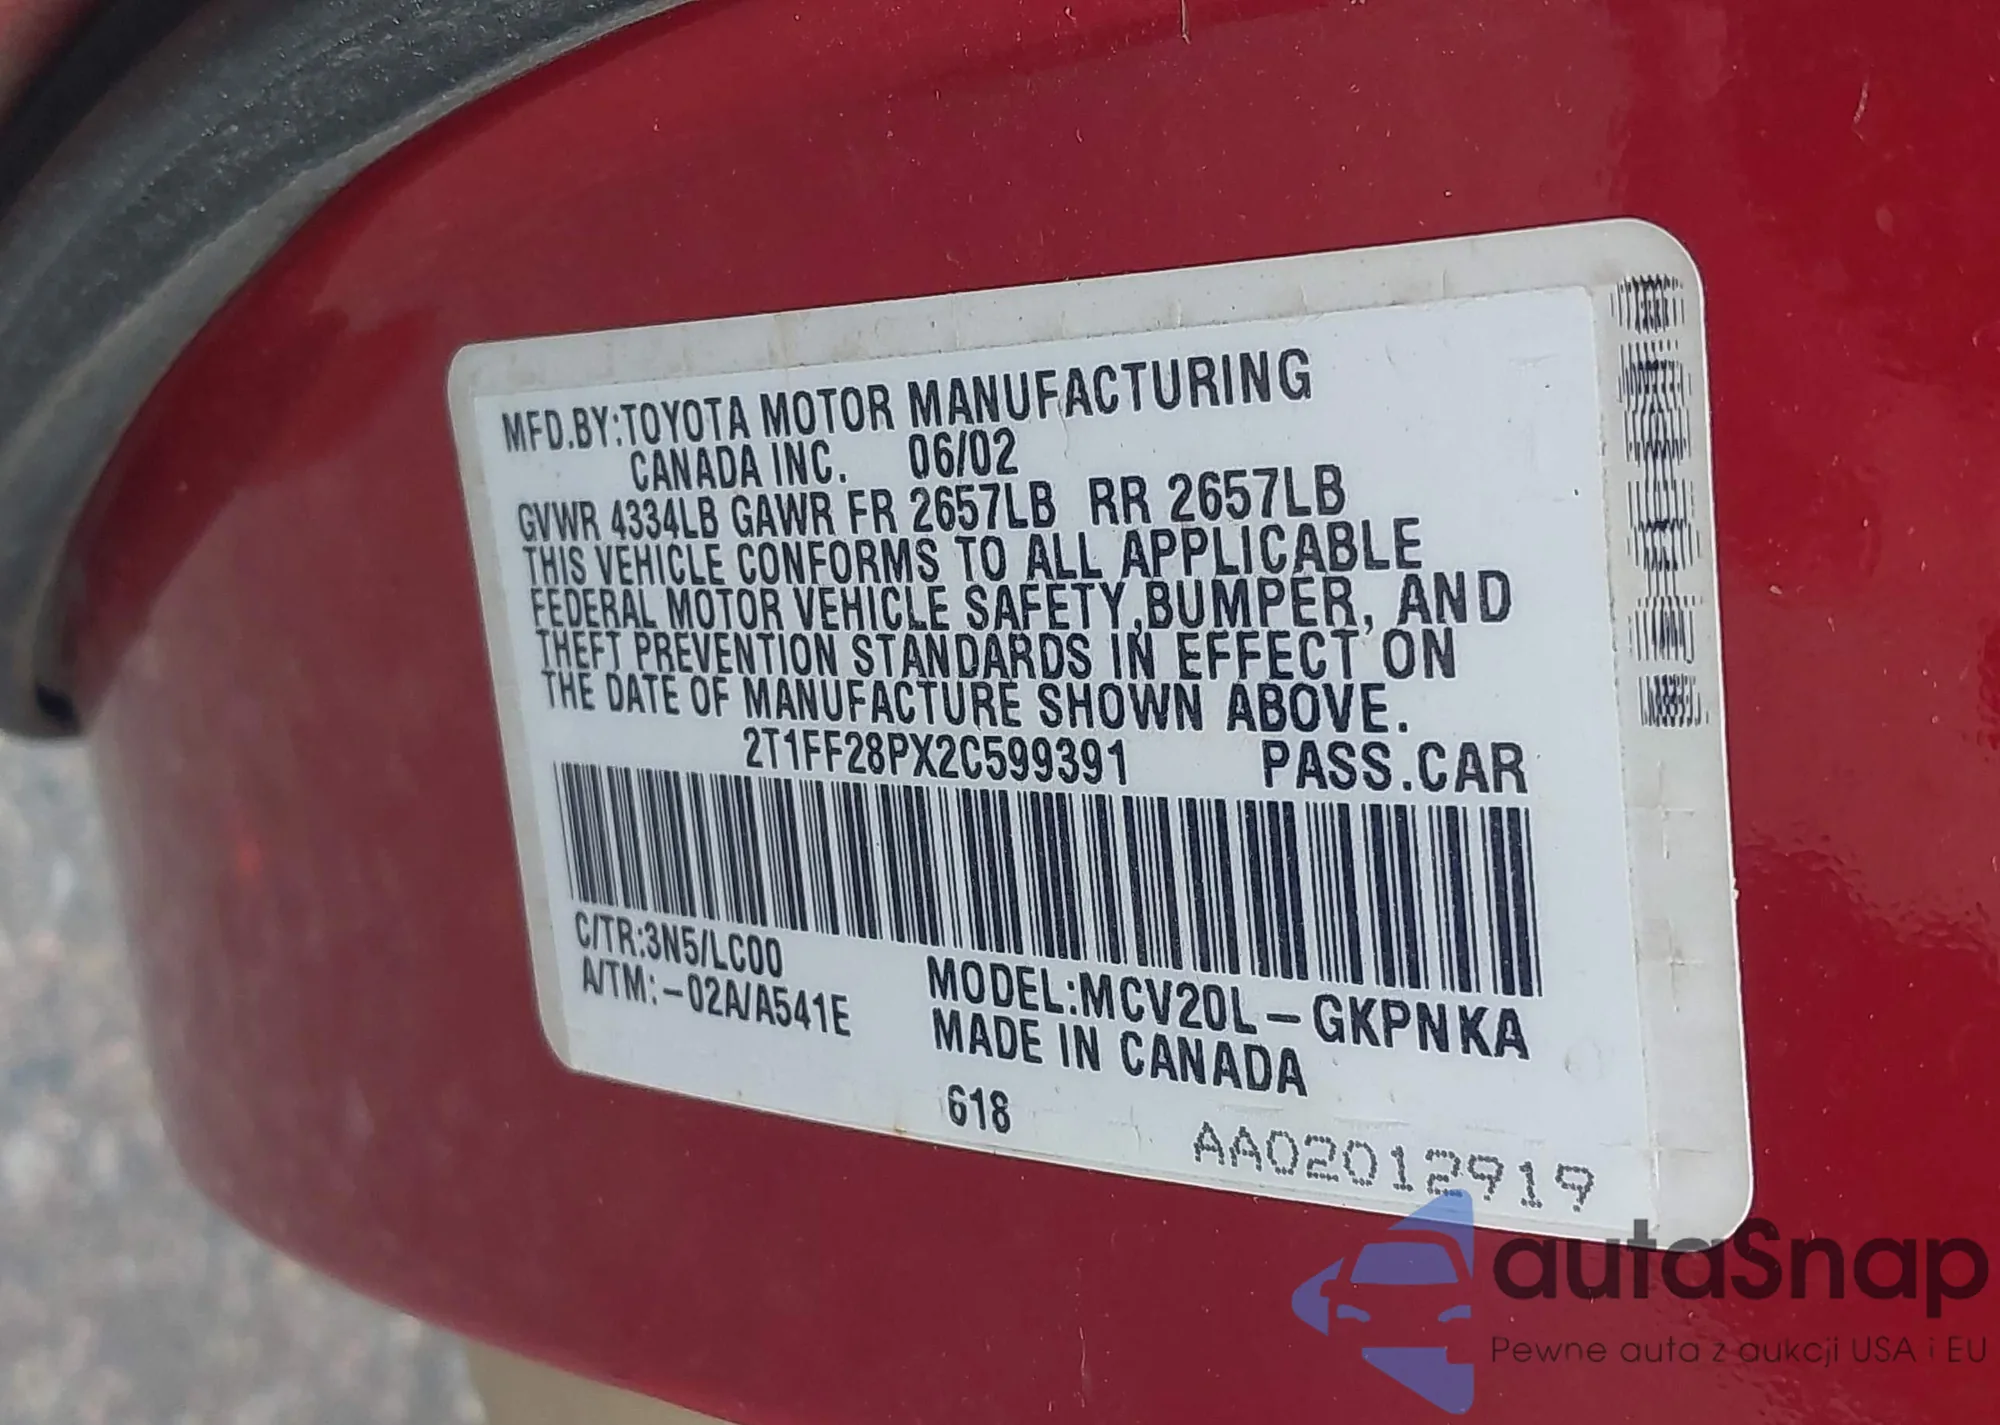 MFD.BY:TOYOTA MOTOR MANUFACTURING
CANADA INC. 06/02
GVWR 4334LB GAWR FR 2657LB RR 2657LB
THIS VEHICLE CONFORMS TO ALL APPLICABLE
FEDERAL MOTOR VEHICLE SAFETY,BUMPER, AND
THEFT PREVENTION STANDARDS IN EFFECT ON
THE DATE OF MANUFACTURE SHOWN ABOVE.
2T1FF28PX2C599391 PASS.CAR
C/TR:3N5/LC00
A/TM:-02A/A541E
MODEL:MCV20L-GKPNKA
MADE IN CANADA
618
AA02012919
autaSnap
Pewne auta z aukcji USA i EU